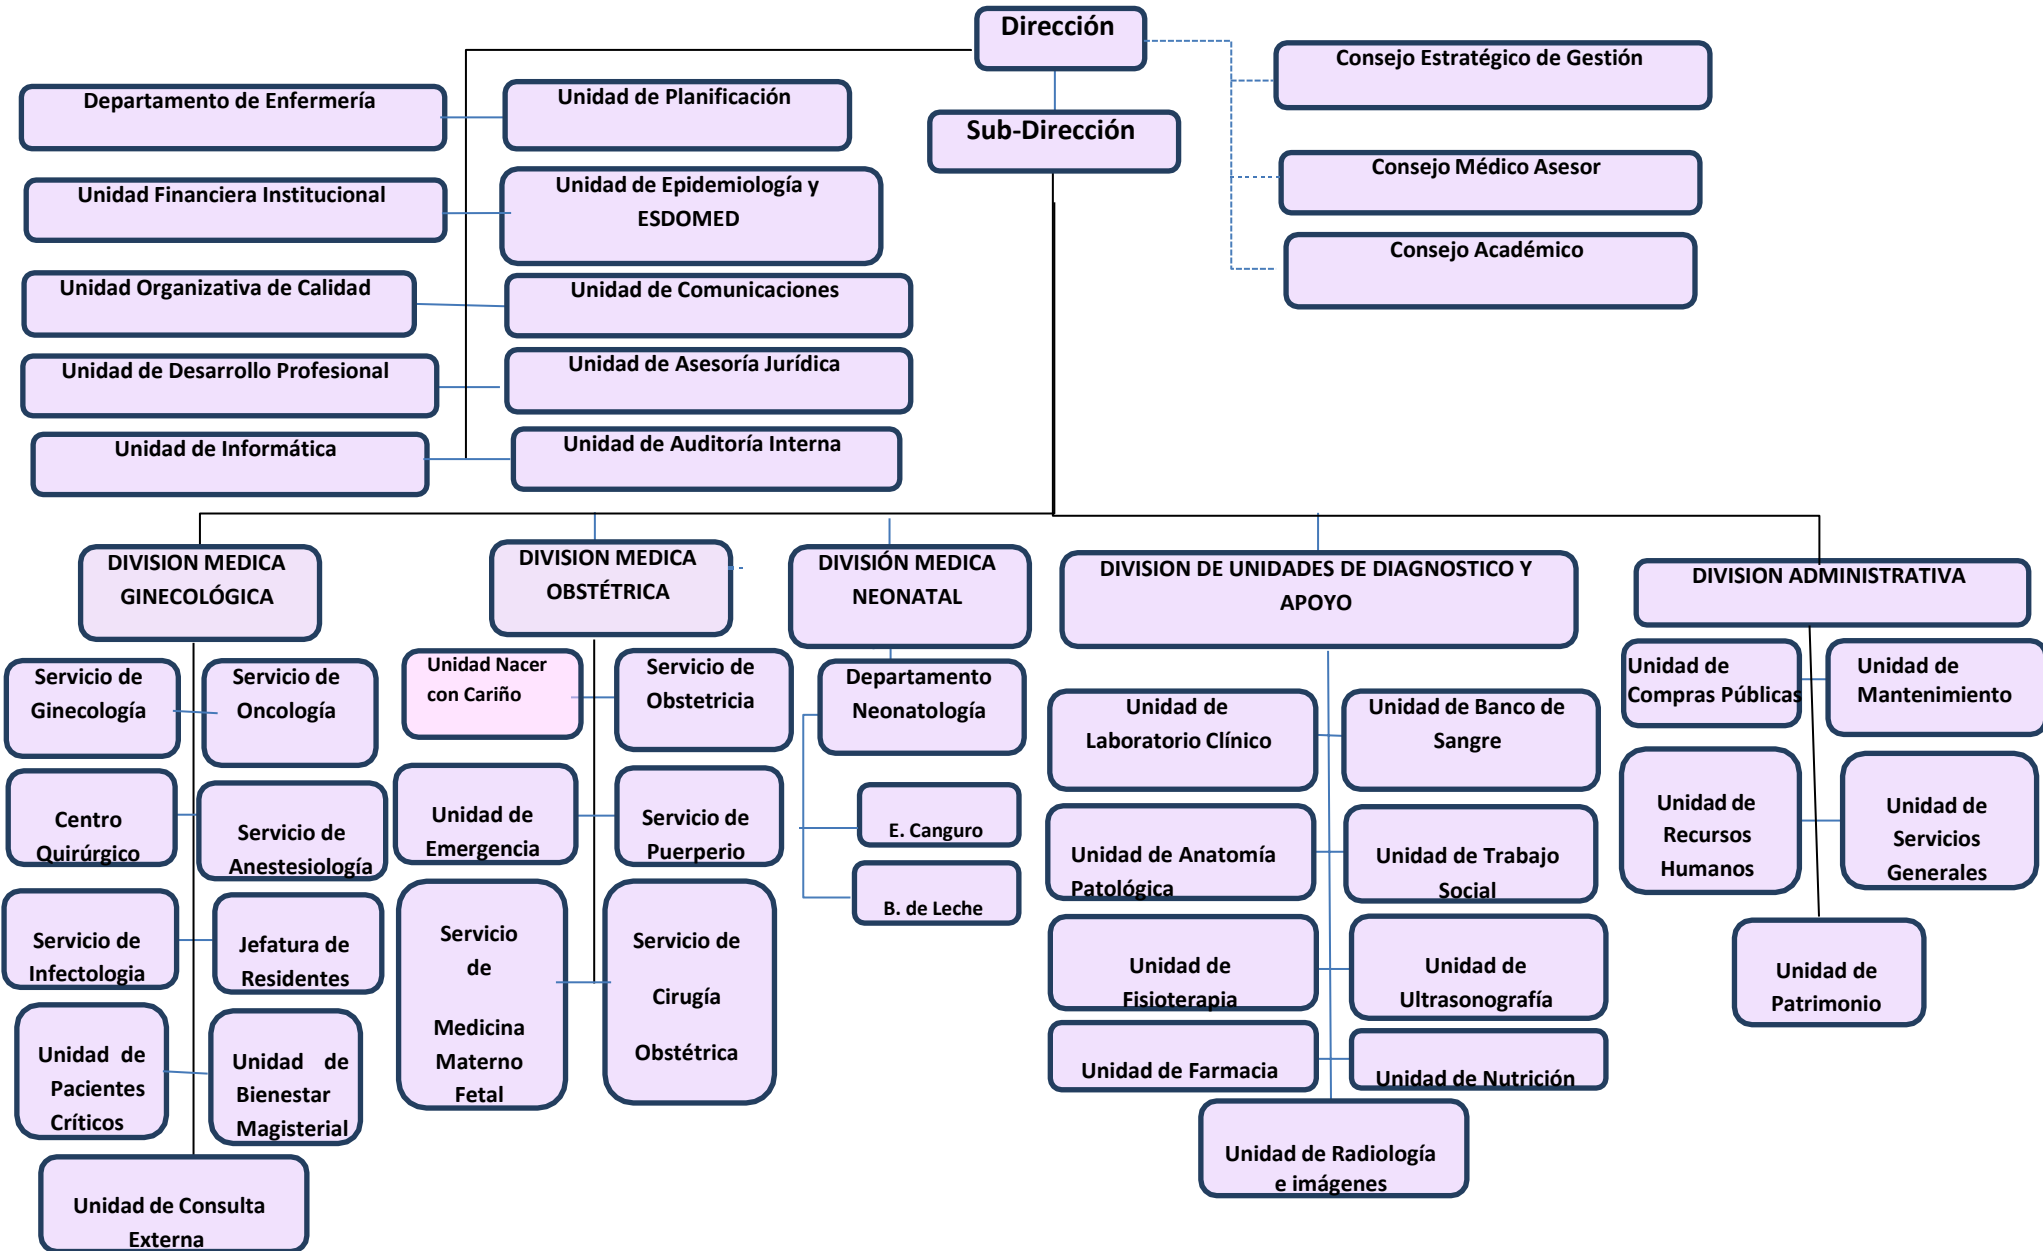 Dirección
Consejo Estratégico de Gestión
Departamento de Enfermería
Unidad de Planificación
Sub-Dirección
Consejo Médico Asesor
Unidad Financiera Institucional
Unidad de Epidemiología y
ESDOMED
Consejo Académico
Unidad Organizativa de Calidad
Unidad de Comunicaciones
Unidad de Desarrollo Profesional
Unidad de Asesoría Jurídica
Unidad de Informática
Unidad de Auditoría Interna
DIVISION MEDICA
GINECOLÓGICA
DIVISION MEDICA
OBSTÉTRICA
DIVISIÓN MEDICA
NEONATAL
DIVISION DE UNIDADES DE DIAGNOSTICO Y
APOYO
DIVISION ADMINISTRATIVA
Servicio de
Ginecología
Servicio de
Oncología
Centro
Quirúrgico
Servicio de
Anestesiología
Servicio de
Infectologia
Jefatura de
Residentes
Unidad de
Pacientes
Críticos
Unidad de
Bienestar
Magisterial
Unidad de Consulta
Externa
Unidad Nacer
con Cariño
Servicio de
Obstetricia
Unidad de
Emergencia
Servicio de
Puerperio
Servicio
de
Medicina
Materno
Fetal
Servicio de
Cirugía
Obstétrica
Departamento
Neonatología
E. Canguro
B. de Leche
Unidad de
Laboratorio Clínico
Unidad de Banco de
Sangre
Unidad de Anatomía
Patológica
Unidad de Trabajo
Social
Unidad de
Fisioterapia
Unidad de
Ultrasonografía
Unidad de Farmacia
Unidad de Nutrición
Unidad de Radiología
e imágenes
Unidad de
Compras Públicas
Unidad de
Mantenimiento
Unidad de
Recursos
Humanos
Unidad de
Servicios
Generales
Unidad de
Patrimonio